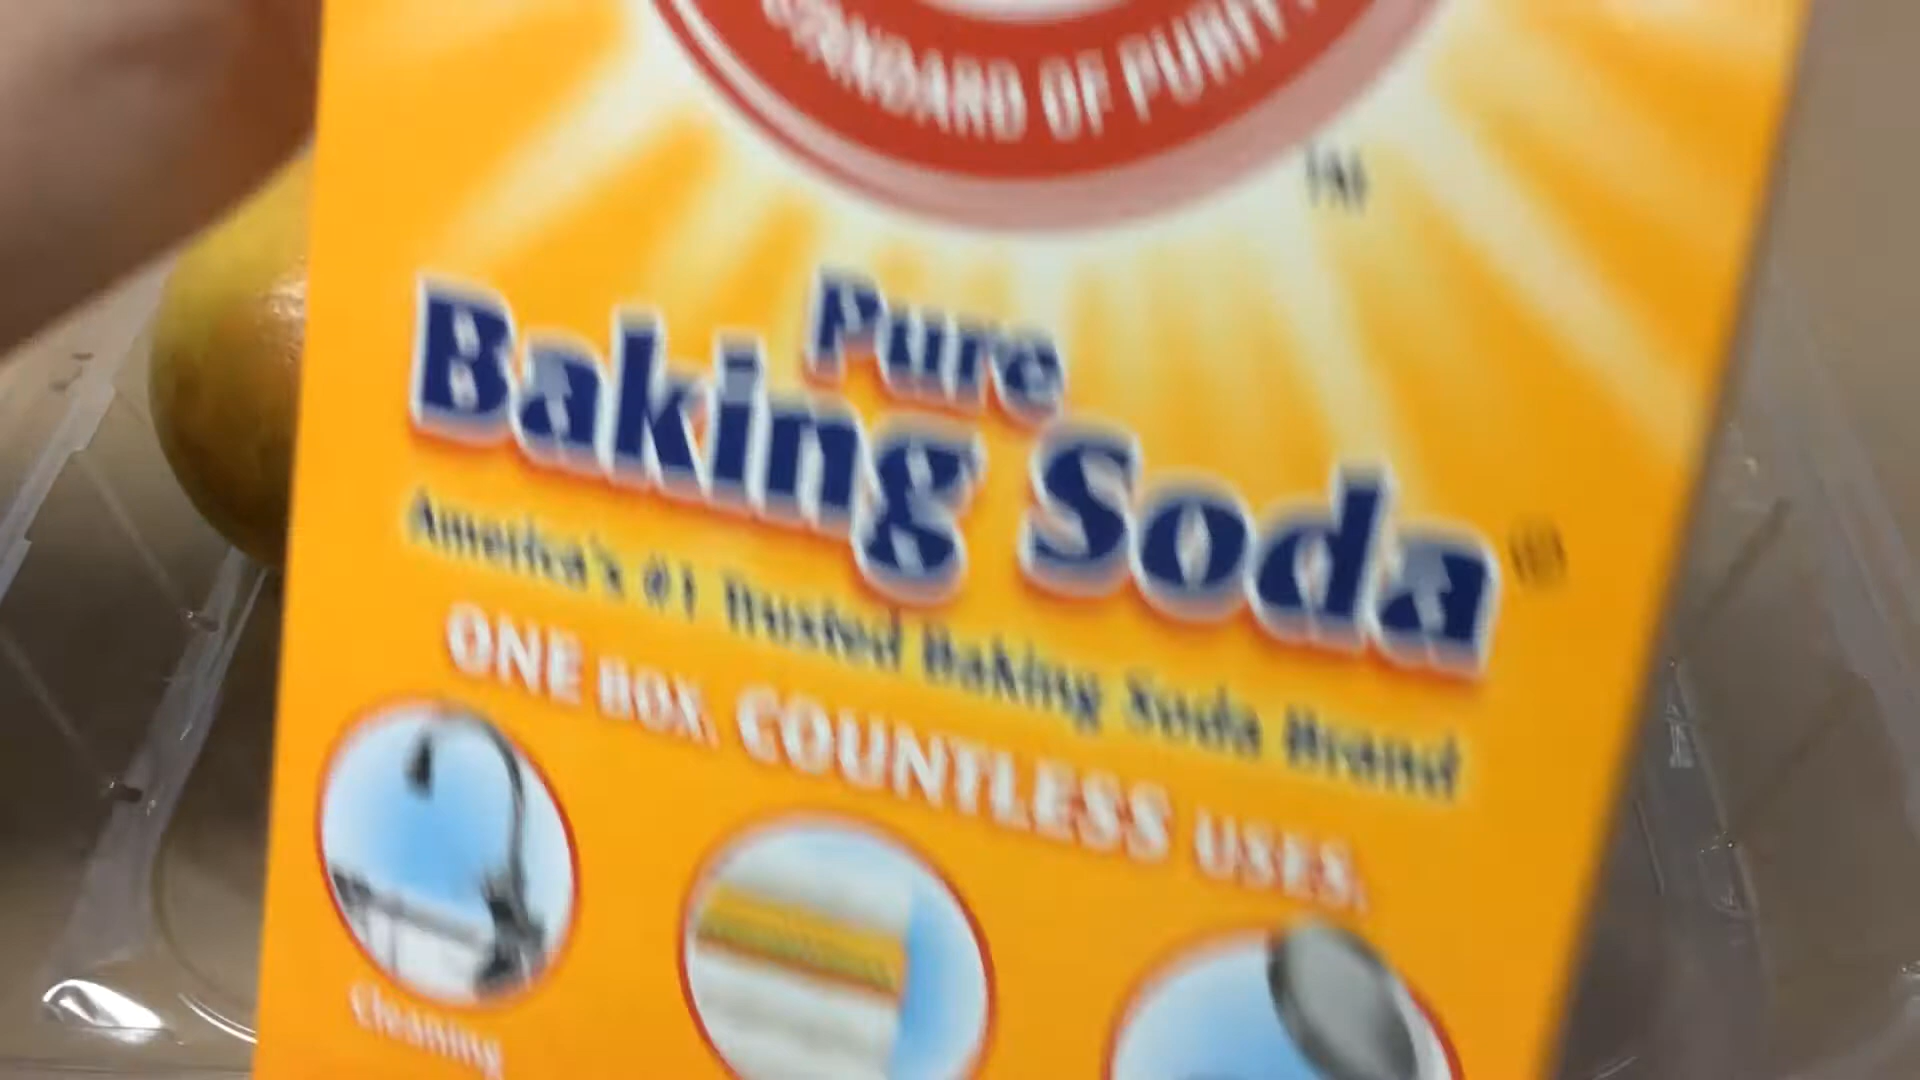 STANDARD OF PURITY
TM
Pure
Baking Soda
America's #1 Trusted Baking Soda Brand
ONE BOX. COUNTLESS USES.
Cleaning